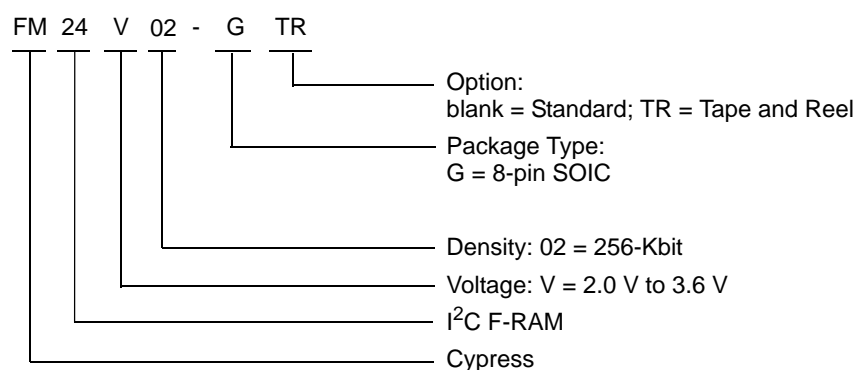 FM 24 V 02 - G TR
Option:
blank = Standard; TR = Tape and Reel
Package Type:
G = 8-pin SOIC
Density: 02 = 256-Kbit
Voltage: V = 2.0 V to 3.6 V
I²C F-RAM
Cypress